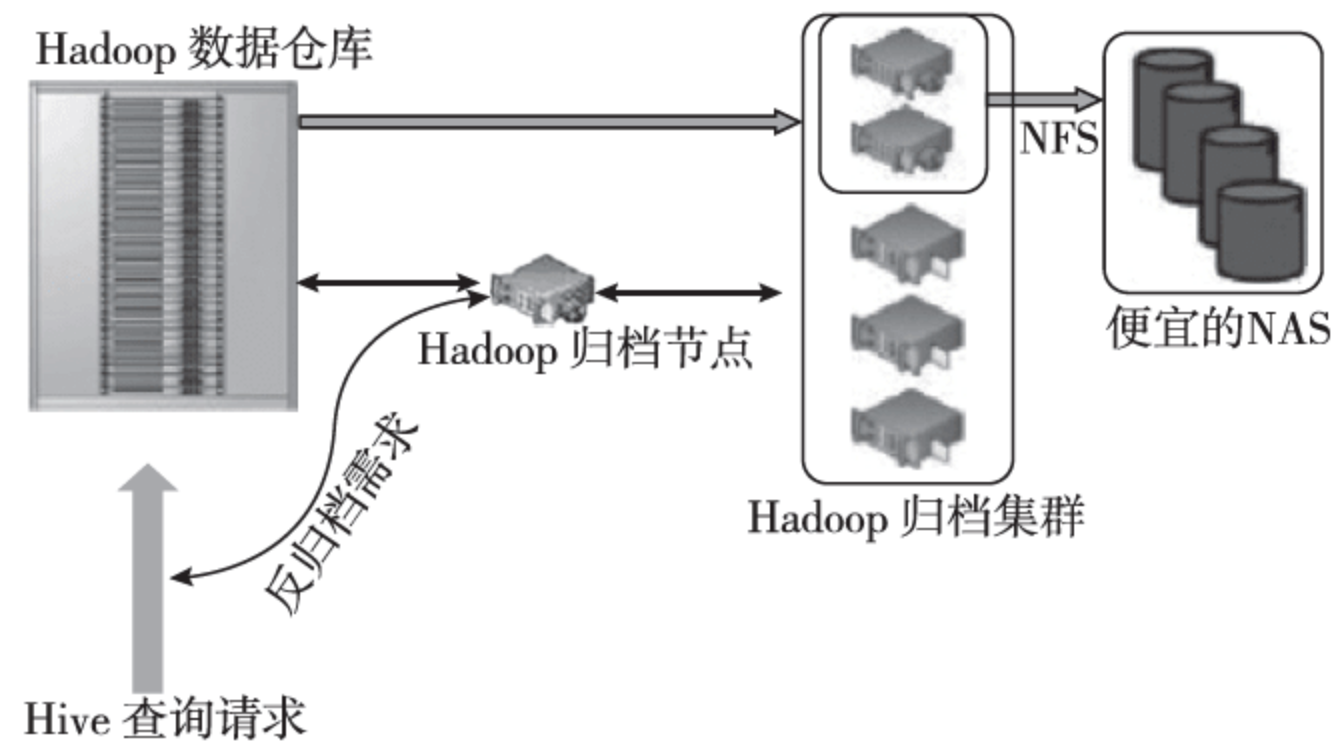 Hadoop 数据仓库
NFS
便宜的NAS
Hadoop 归档节点
反归档需求
Hadoop 归档集群
Hive 查询请求